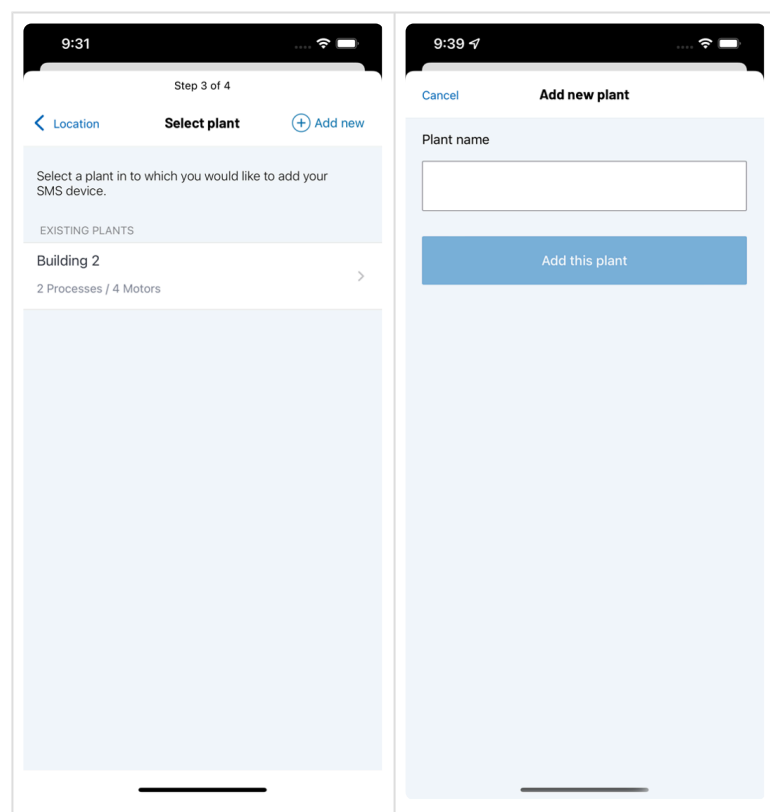 9:31
Step 3 of 4
Location
Select plant
Add new
Select a plant in to which you would like to add your
SMS device.
EXISTING PLANTS
Building 2
2 Processes / 4 Motors
9:39
Cancel
Add new plant
Plant name
Add this plant